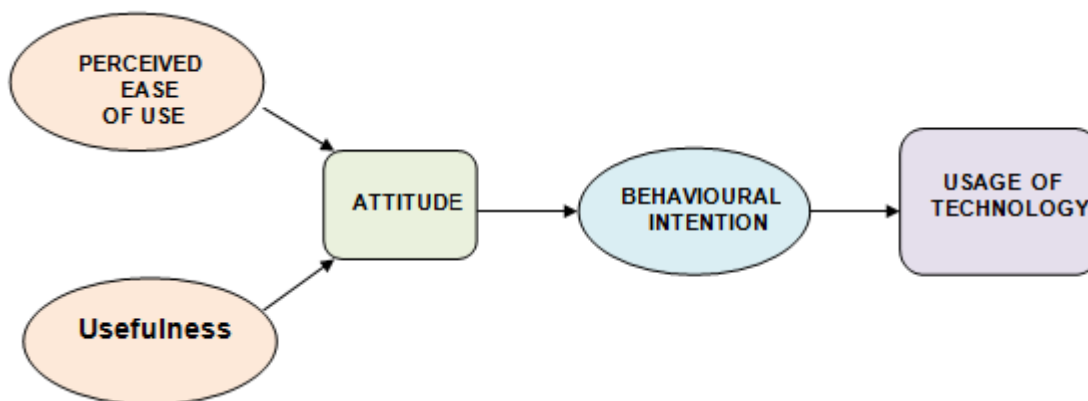 PERCEIVED
EASE
OF USE
ATTITUDE
BEHAVIOURAL
INTENTION
USAGE OF
TECHNOLOGY
Usefulness